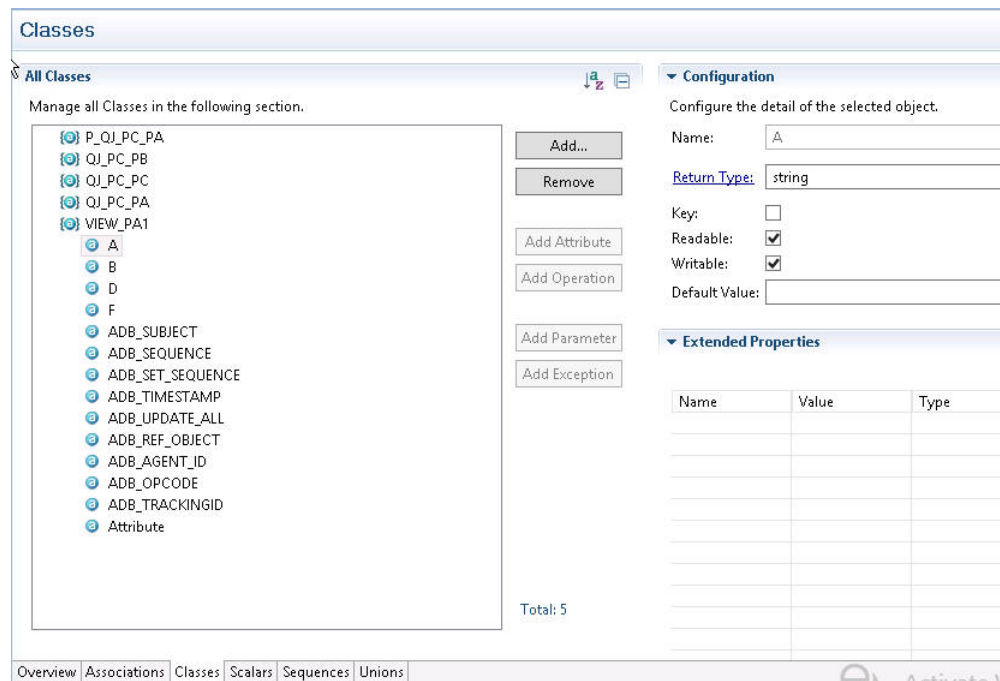 Classes
All Classes
Manage all Classes in the following section.
P_QJ_PC_PA
QJ_PC_PB
QJ_PC_PC
QJ_PC_PA
VIEW_PA1
A
B
D
F
ADB_SUBJECT
ADB_SEQUENCE
ADB_SET_SEQUENCE
ADB_TIMESTAMP
ADB_UPDATE_ALL
ADB_REF_OBJECT
ADB_AGENT_ID
ADB_OPCODE
ADB_TRACKINGID
Attribute
Add...
Remove
Add Attribute
Add Operation
Add Parameter
Add Exception
Total: 5
Configuration
Configure the detail of the selected object.
Name: A
Return Type: string
Key:
Readable:
Writable:
Default Value:
Extended Properties
Name Value Type
Overview Associations Classes Scalars Sequences Unions